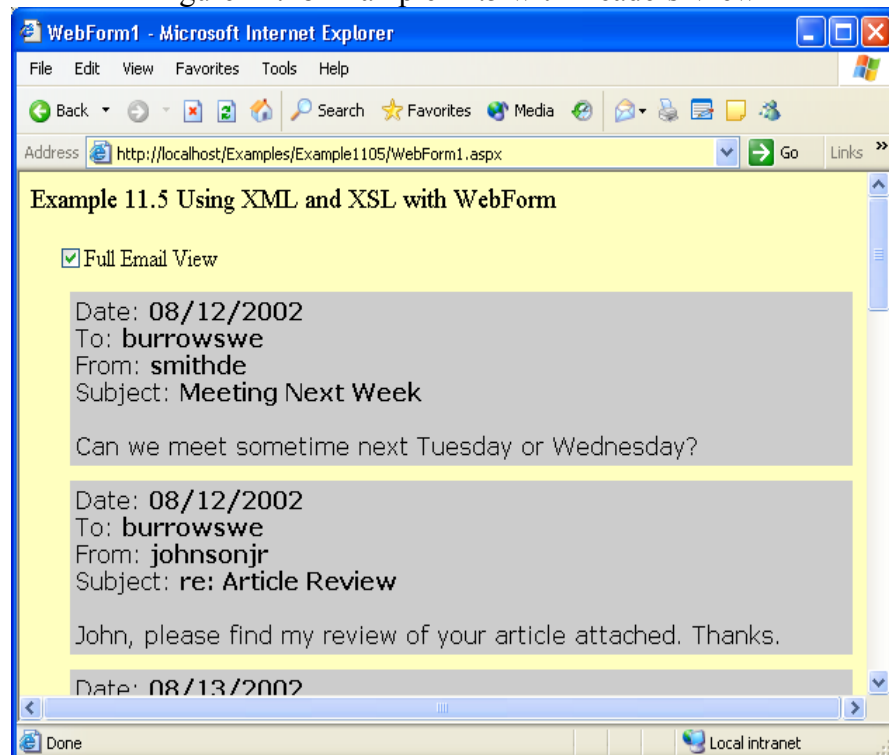 WebForm1 - Microsoft Internet Explorer
File Edit View Favorites Tools Help
Back Search Favorites Media
Address http://localhost/Examples/Example1105/WebForm1.aspx Go Links »
Example 11.5 Using XML and XSL with WebForm
Full Email View
Date: 08/12/2002
To: burrowswe
From: smithde
Subject: Meeting Next Week
Can we meet sometime next Tuesday or Wednesday?
Date: 08/12/2002
To: burrowswe
From: johnsonjr
Subject: re: Article Review
John, please find my review of your article attached. Thanks.
Date: 08/13/2002
Done Local intranet